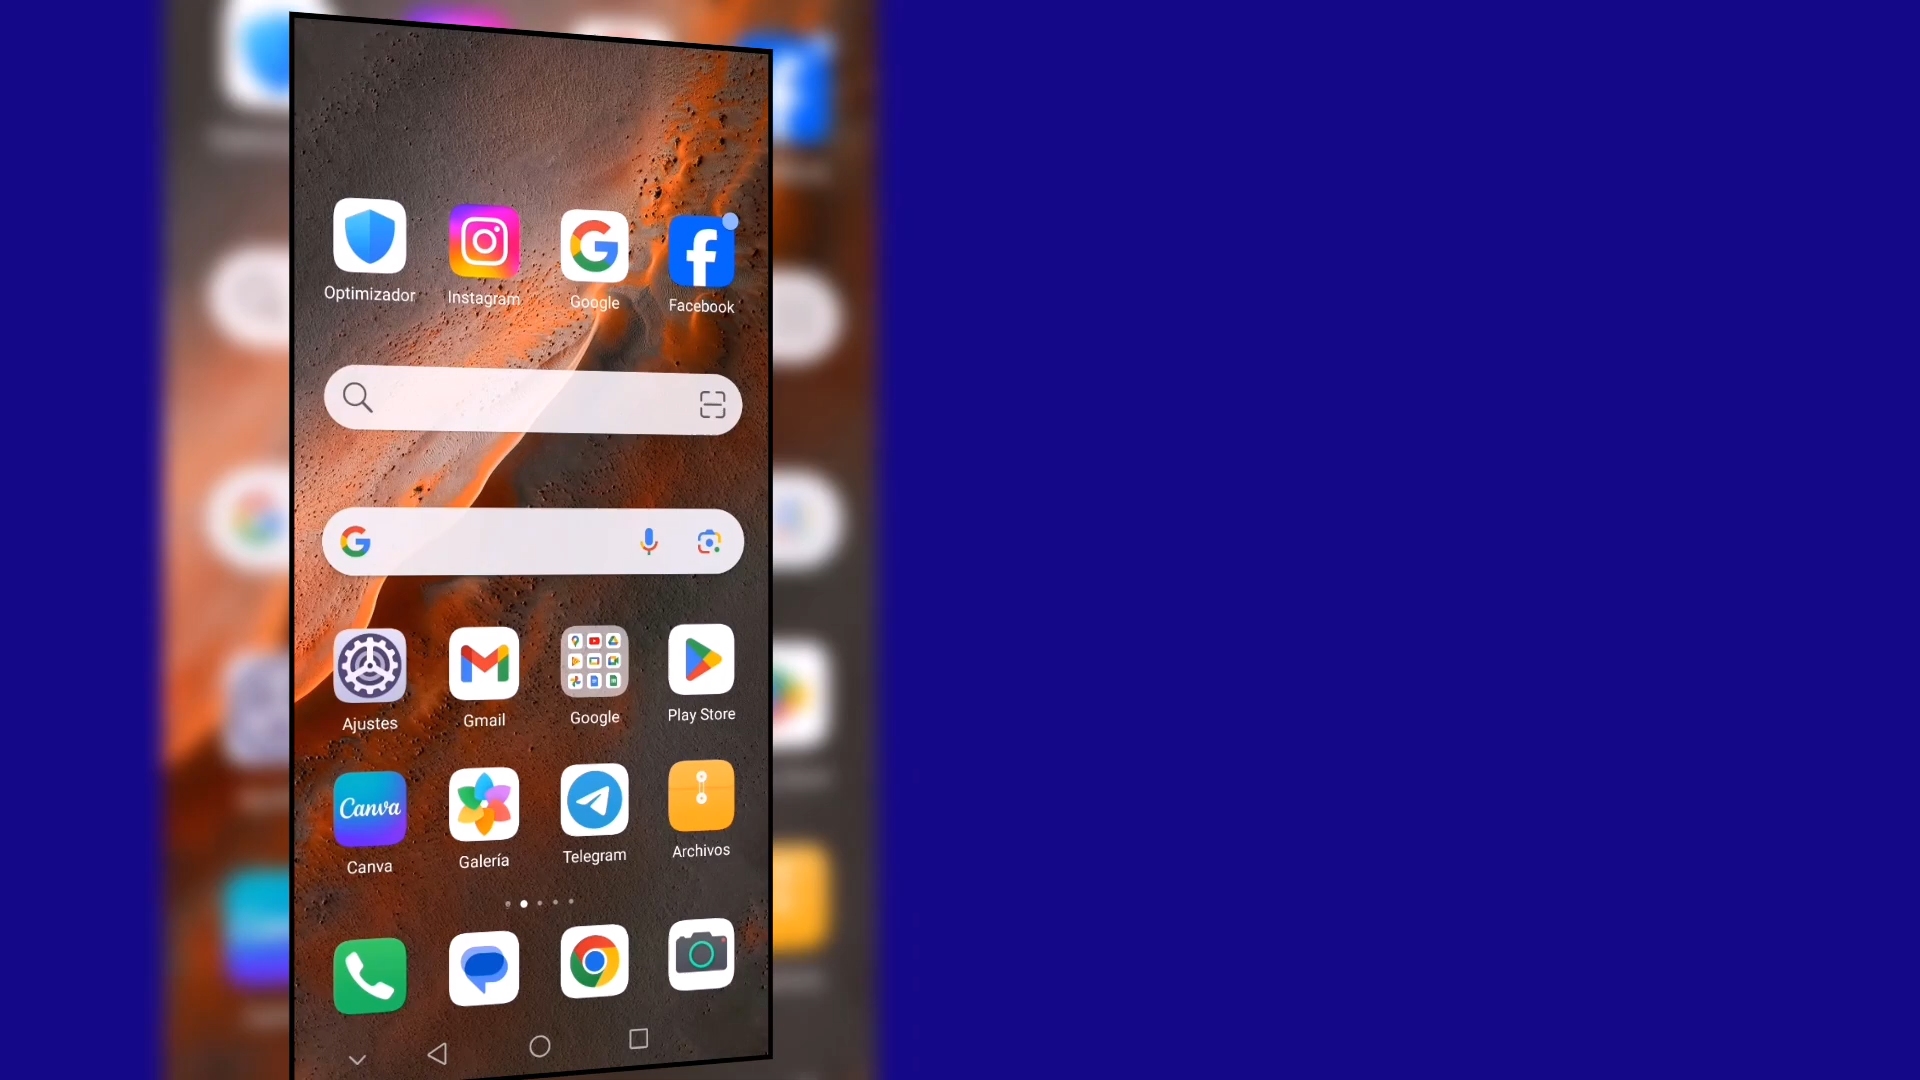 Optimizador Instagram Google Facebook
Ajustes Gmail Google Play Store
Canva
Canva Galería Telegram Archivos